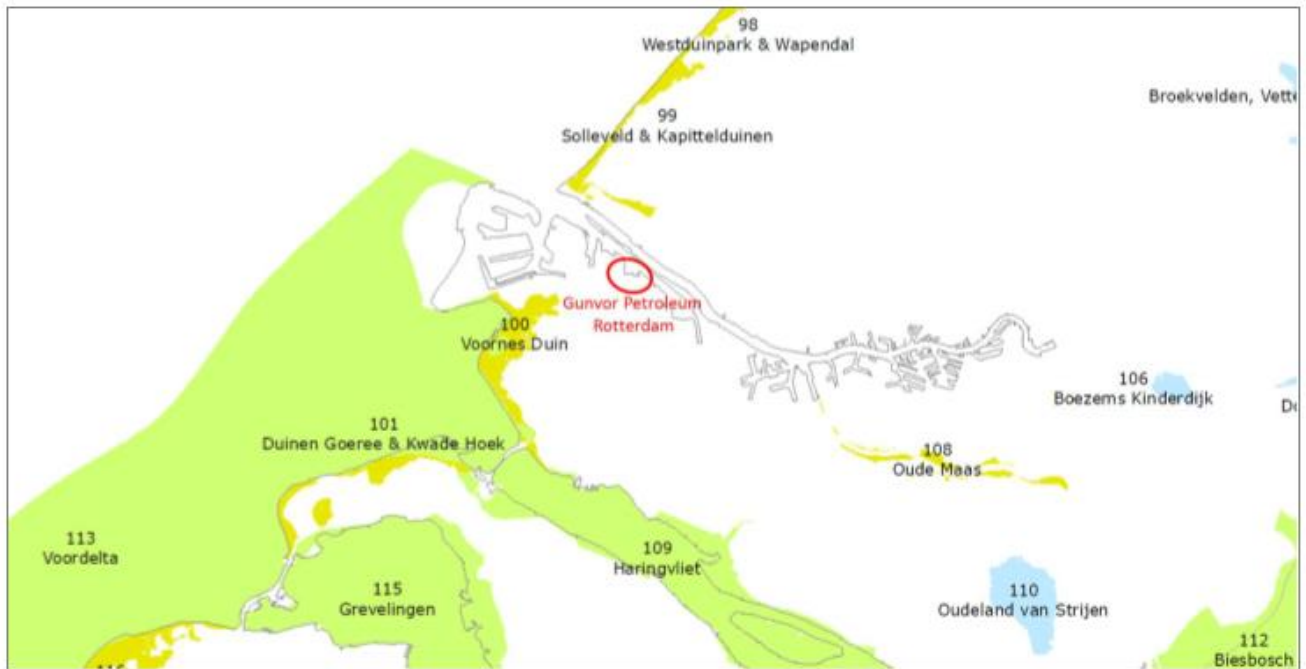 98
Westduinpark & Wapendal
Broekvelden, Vette
99
Solleveld & Kapittelduinen
Gunvor Petroleum
Rotterdam
100
Voornes Duin
106
Boezems Kinderdijk
101
Duinen Goeree & Kwade Hoek
108
Oude Maas
113
Voordelta
109
Haringvliet
115
Grevelingen
110
Oudeland van Strijen
112
Biesbosch